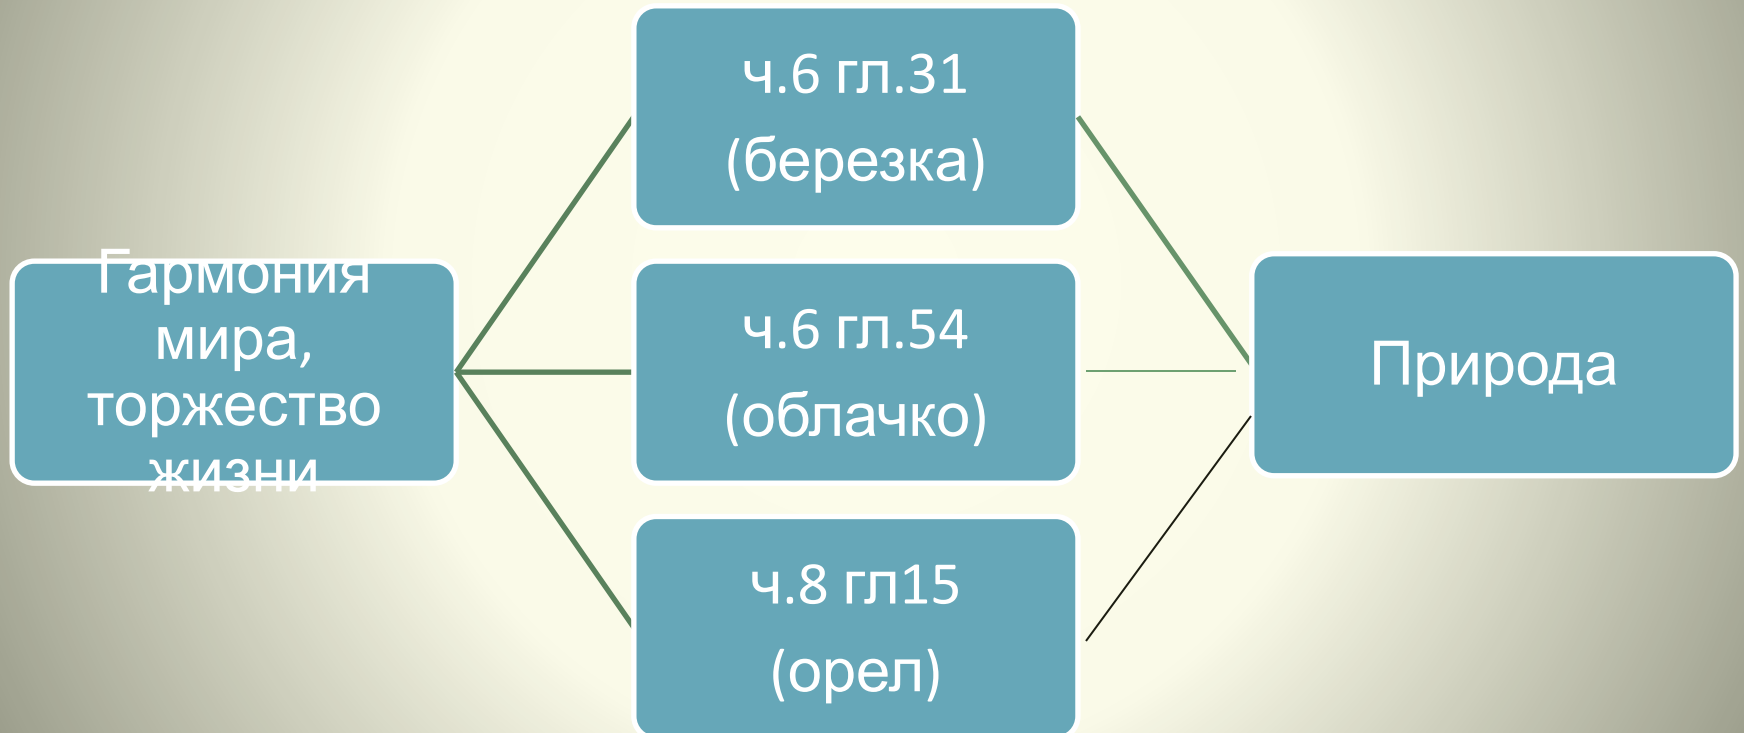 ч.6 гл.31
(березка)
Гармония
мира,
торжество
жизни
ч.6 гл.54
(облачко)
Природа
ч.8 гл15
(орел)